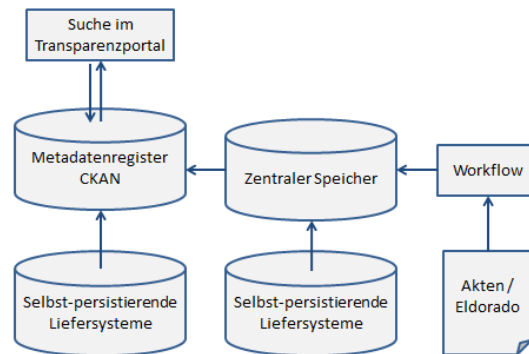 Suche im
Transparenzportal
Metadatenregister
CKAN
Zentraler Speicher
Workflow
Selbst-persistierende
Liefersysteme
Selbst-persistierende
Liefersysteme
Akten /
Eldorado